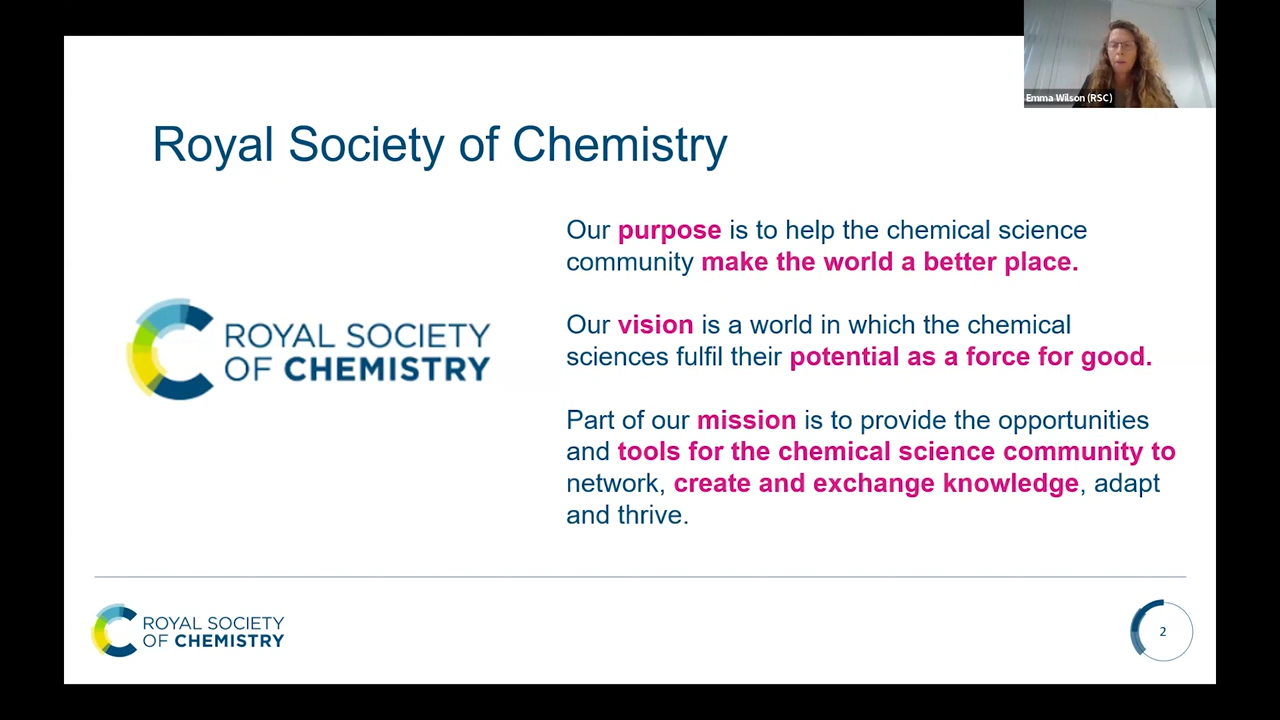 Emma Wilson (RSC)
Royal Society of Chemistry
Our purpose is to help the chemical science
community make the world a better place.
Our vision is a world in which the chemical
sciences fulfil their potential as a force for good.
Part of our mission is to provide the opportunities
and tools for the chemical science community to
network, create and exchange knowledge, adapt
and thrive.
ROYAL SOCIETY
OF CHEMISTRY
ROYAL SOCIETY
OF CHEMISTRY
2